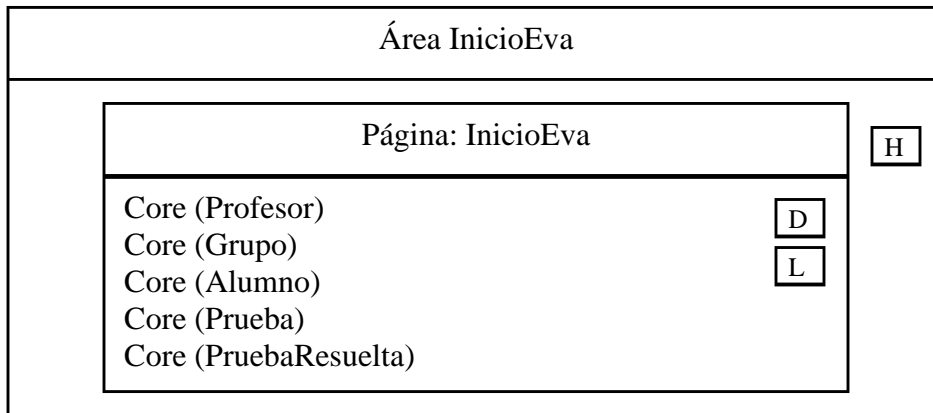 Área InicioEva
Página: InicioEva
H
Core (Profesor)
D
Core (Grupo)
L
Core (Alumno)
Core (Prueba)
Core (PruebaResuelta)